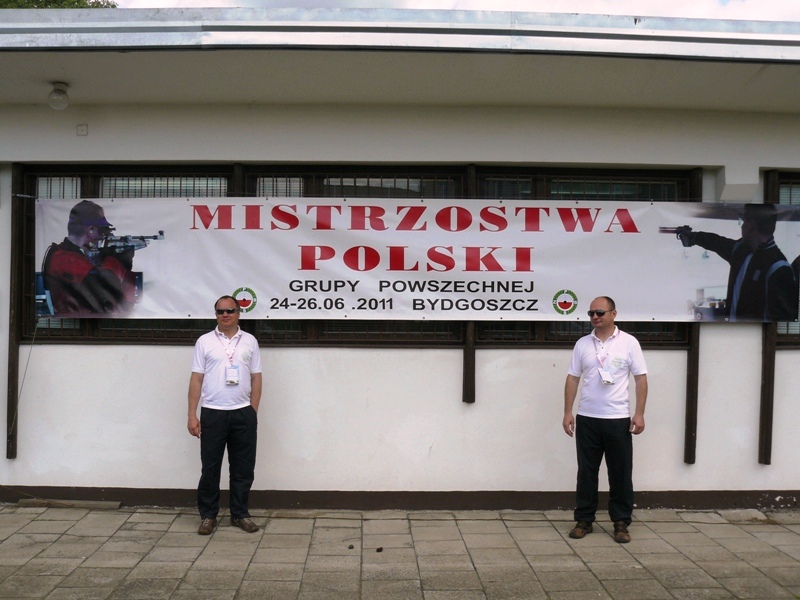 MISTRZOSTWA
POLSKI
GRUPY POWSZECHNEJ
24-26.06 .2011 BYDGOSZCZ